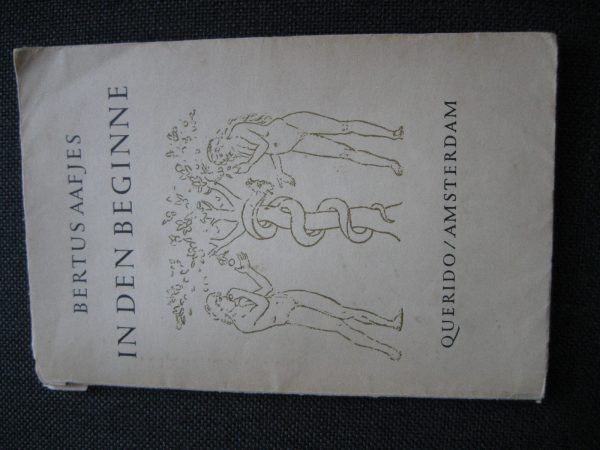 BERTUS AAFJES
IN DEN BEGINNE
QUERIDO / AMSTERDAM